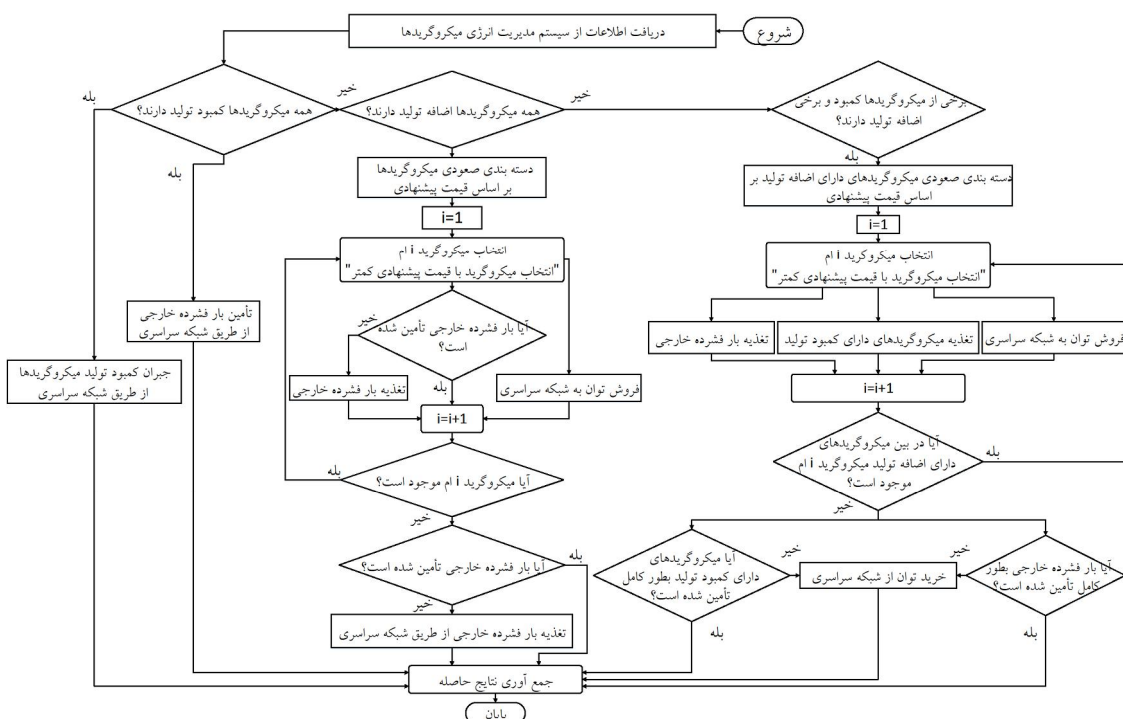 شروع
دریافت اطلاعات از سیستم مدیریت انرژی میکروگریدها
همه میکروگریدها کمبود تولید دارند؟
بله
بله
خیر
همه میکروگریدها اضافه تولید دارند؟
خیر
برخی از میکروگریدها کمبود و برخی
اضافه تولید دارند؟
بله
دسته بندی صعودی میکروگریدهای دارای اضافه تولید بر
اساس قیمت پیشنهادی
i=1
انتخاب میکروکرید i ام
"انتخاب میکروگرید با قیمت پیشنهادی کمتر"
فروش توان به شبکه سراسری
تغذیه میکروگریدهای دارای کمبود تولید
تغذیه بار فشرده خارجی
i=i+1
آیا در بین میکروگریدهای
دارای اضافه تولید میکروگرید i ام
موجود است؟
بله
خیر
آیا بار فشرده خارجی بطور
کامل تأمین شده است؟
خیر
بله
خرید توان از شبکه سراسری
آیا میکروگریدهای
دارای کمبود تولید بطور کامل
تأمین شده است؟
خیر
بله
دسته بندی صعودی میکروگریدها
بر اساس قیمت پیشنهادی
i=1
انتخاب میکروگرید i ام
"انتخاب میکروگرید با قیمت پیشنهادی کمتر"
آیا بار فشرده خارجی تأمین شده
است؟
خیر
بله
فروش توان به شبکه سراسری
تغذیه بار فشرده خارجی
i=i+1
آیا میکروگرید i ام موجود است؟
بله
خیر
آیا بار فشرده خارجی تأمین شده است؟
بله
خیر
تغذیه بار فشرده خارجی از طریق شبکه سراسری
تأمین بار فشرده خارجی
از طریق شبکه سراسری
جبران کمبود تولید میکروگریدها
از طریق شبکه سراسری
جمع آوری نتایج حاصله
پایان